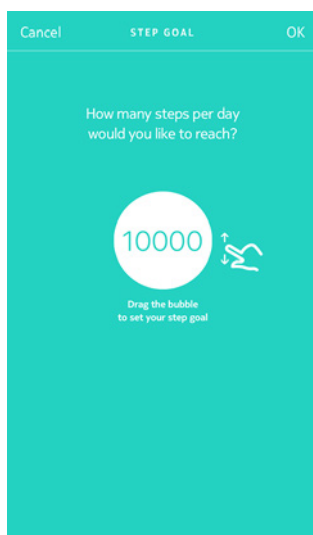 Cancel STEP GOAL OK
How many steps per day
would you like to reach?
10000
Drag the bubble
to set your step goal